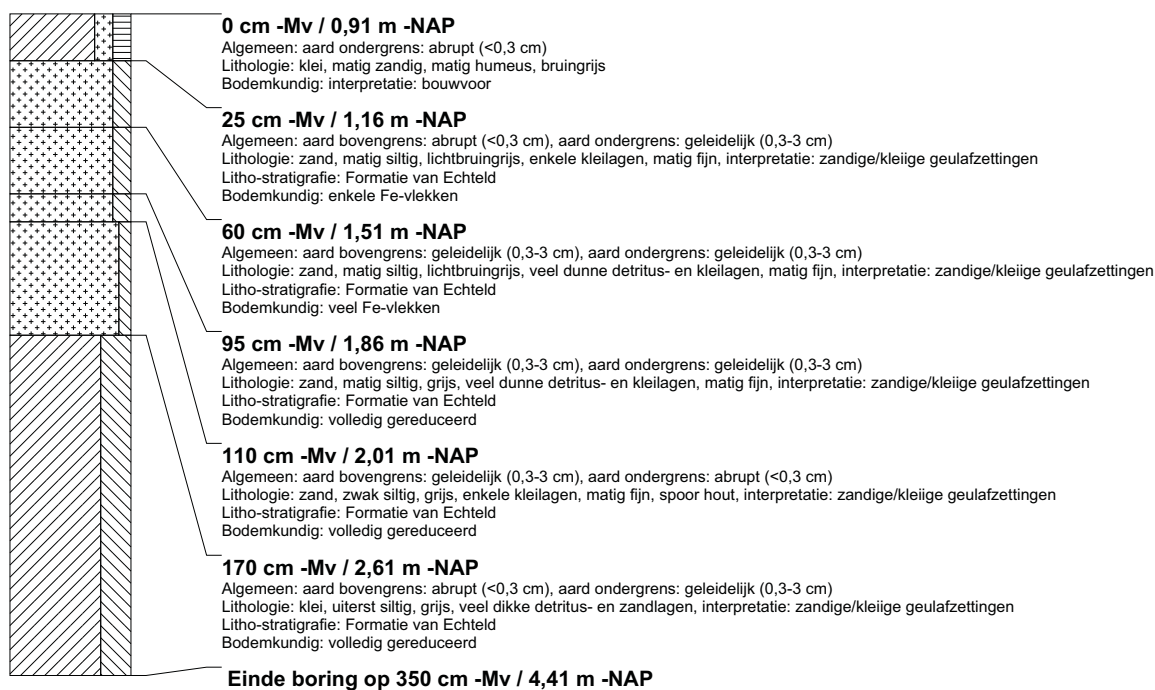 0 cm -Mv / 0,91 m -NAP
Algemeen: aard ondergrens: abrupt (<0,3 cm)
Lithologie: klei, matig zandig, matig humeus, bruingrijs
Bodemkundig: interpretatie: bouwvoor
25 cm -Mv / 1,16 m -NAP
Algemeen: aard bovengrens: abrupt (<0,3 cm), aard ondergrens: geleidelijk (0,3-3 cm)
Lithologie: zand, matig siltig, lichtbruingrijs, enkele kleilagen, matig fijn, interpretatie: zandige/kleiige geulafzettingen
Litho-stratigrafie: Formatie van Echteld
Bodemkundig: enkele Fe-vlekken
60 cm -Mv / 1,51 m -NAP
Algemeen: aard bovengrens: geleidelijk (0,3-3 cm), aard ondergrens: geleidelijk (0,3-3 cm)
Lithologie: zand, matig siltig, lichtbruingrijs, veel dunne detritus- en kleilagen, matig fijn, interpretatie: zandige/kleiige geulafzettingen
Litho-stratigrafie: Formatie van Echteld
Bodemkundig: veel Fe-vlekken
95 cm -Mv / 1,86 m -NAP
Algemeen: aard bovengrens: geleidelijk (0,3-3 cm), aard ondergrens: geleidelijk (0,3-3 cm)
Lithologie: zand, matig siltig, grijs, veel dunne detritus- en kleilagen, matig fijn, interpretatie: zandige/kleiige geulafzettingen
Litho-stratigrafie: Formatie van Echteld
Bodemkundig: volledig gereduceerd
110 cm -Mv / 2,01 m -NAP
Algemeen: aard bovengrens: geleidelijk (0,3-3 cm), aard ondergrens: abrupt (<0,3 cm)
Lithologie: zand, zwak siltig, grijs, enkele kleilagen, matig fijn, spoor hout, interpretatie: zandige/kleiige geulafzettingen
Litho-stratigrafie: Formatie van Echteld
Bodemkundig: volledig gereduceerd
170 cm -Mv / 2,61 m -NAP
Algemeen: aard bovengrens: abrupt (<0,3 cm), aard ondergrens: geleidelijk (0,3-3 cm)
Lithologie: klei, uiterst siltig, grijs, veel dikke detritus- en zandlagen, interpretatie: zandige/kleiige geulafzettingen
Litho-stratigrafie: Formatie van Echteld
Bodemkundig: volledig gereduceerd
Einde boring op 350 cm -Mv / 4,41 m -NAP